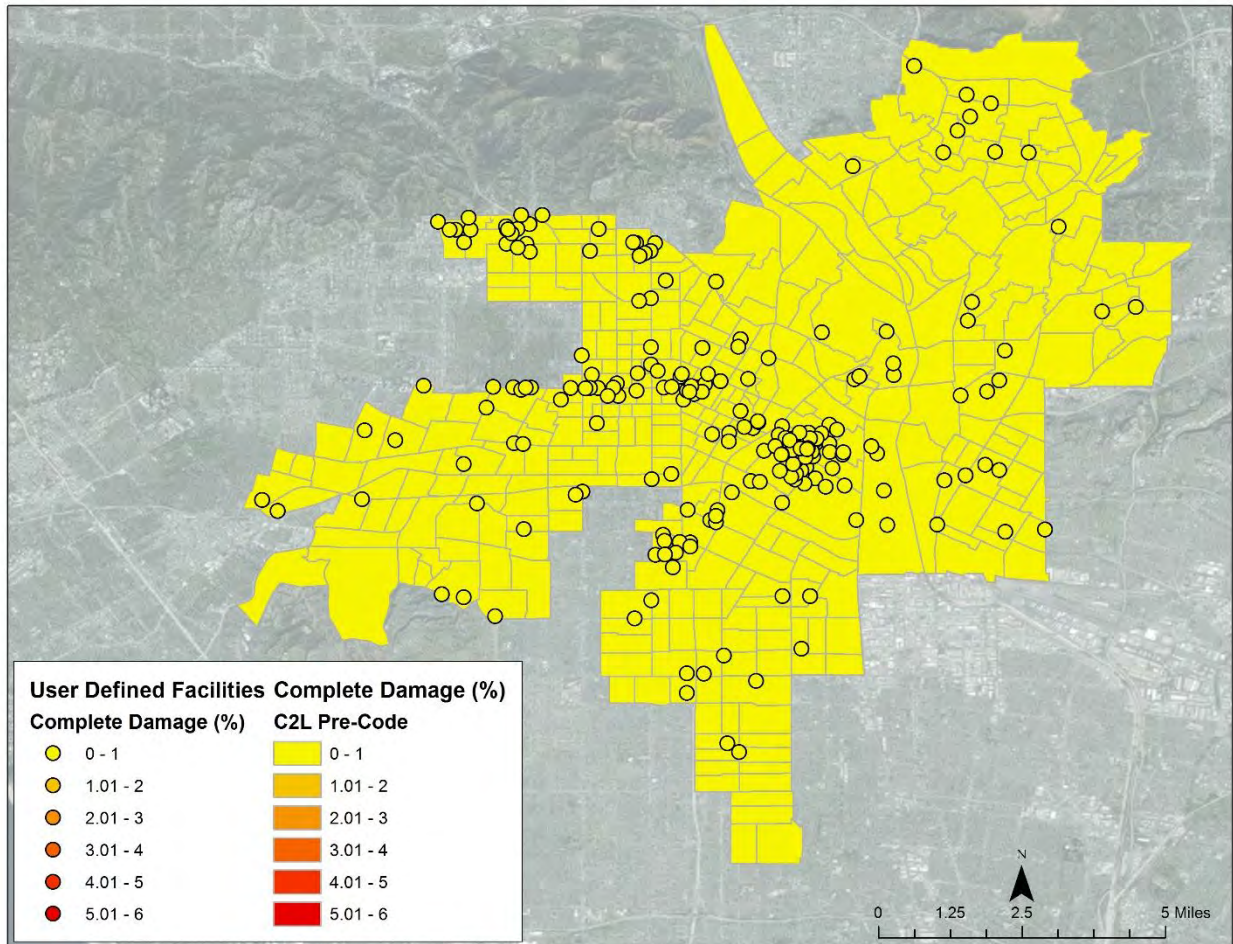 User Defined Facilities Complete Damage (%)
Complete Damage (%) C2L Pre-Code
0 - 1 0 - 1
1.01 - 2 1.01 - 2
2.01 - 3 2.01 - 3
3.01 - 4 3.01 - 4
4.01 - 5 4.01 - 5
5.01 - 6 5.01 - 6
N
0 1.25 2.5 5 Miles